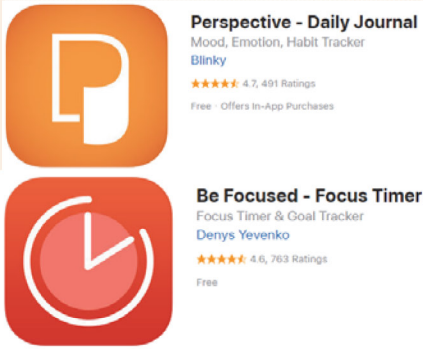 Perspective - Daily Journal
Mood, Emotion, Habit Tracker
Blinky
4.7, 491 Ratings
Free · Offers In-App Purchases
Be Focused - Focus Timer
Focus Timer & Goal Tracker
Denys Yevenko
4.6, 763 Ratings
Free